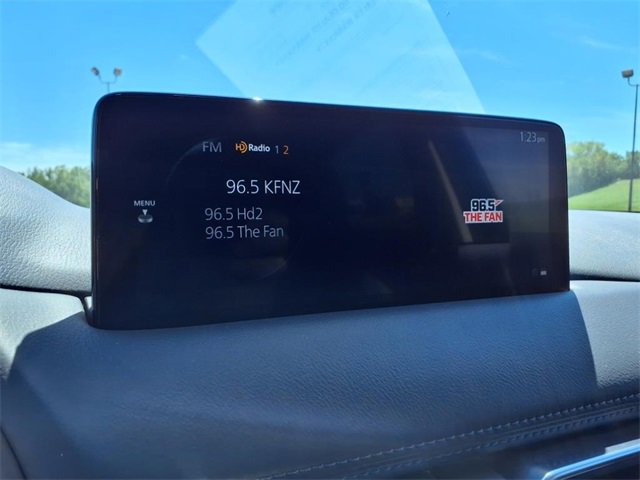 FM HD Radio 1 2
1:23 pm
96.5 KFNZ
MENU
96.5 Hd2
96.5 The Fan
96.5
THE FAN